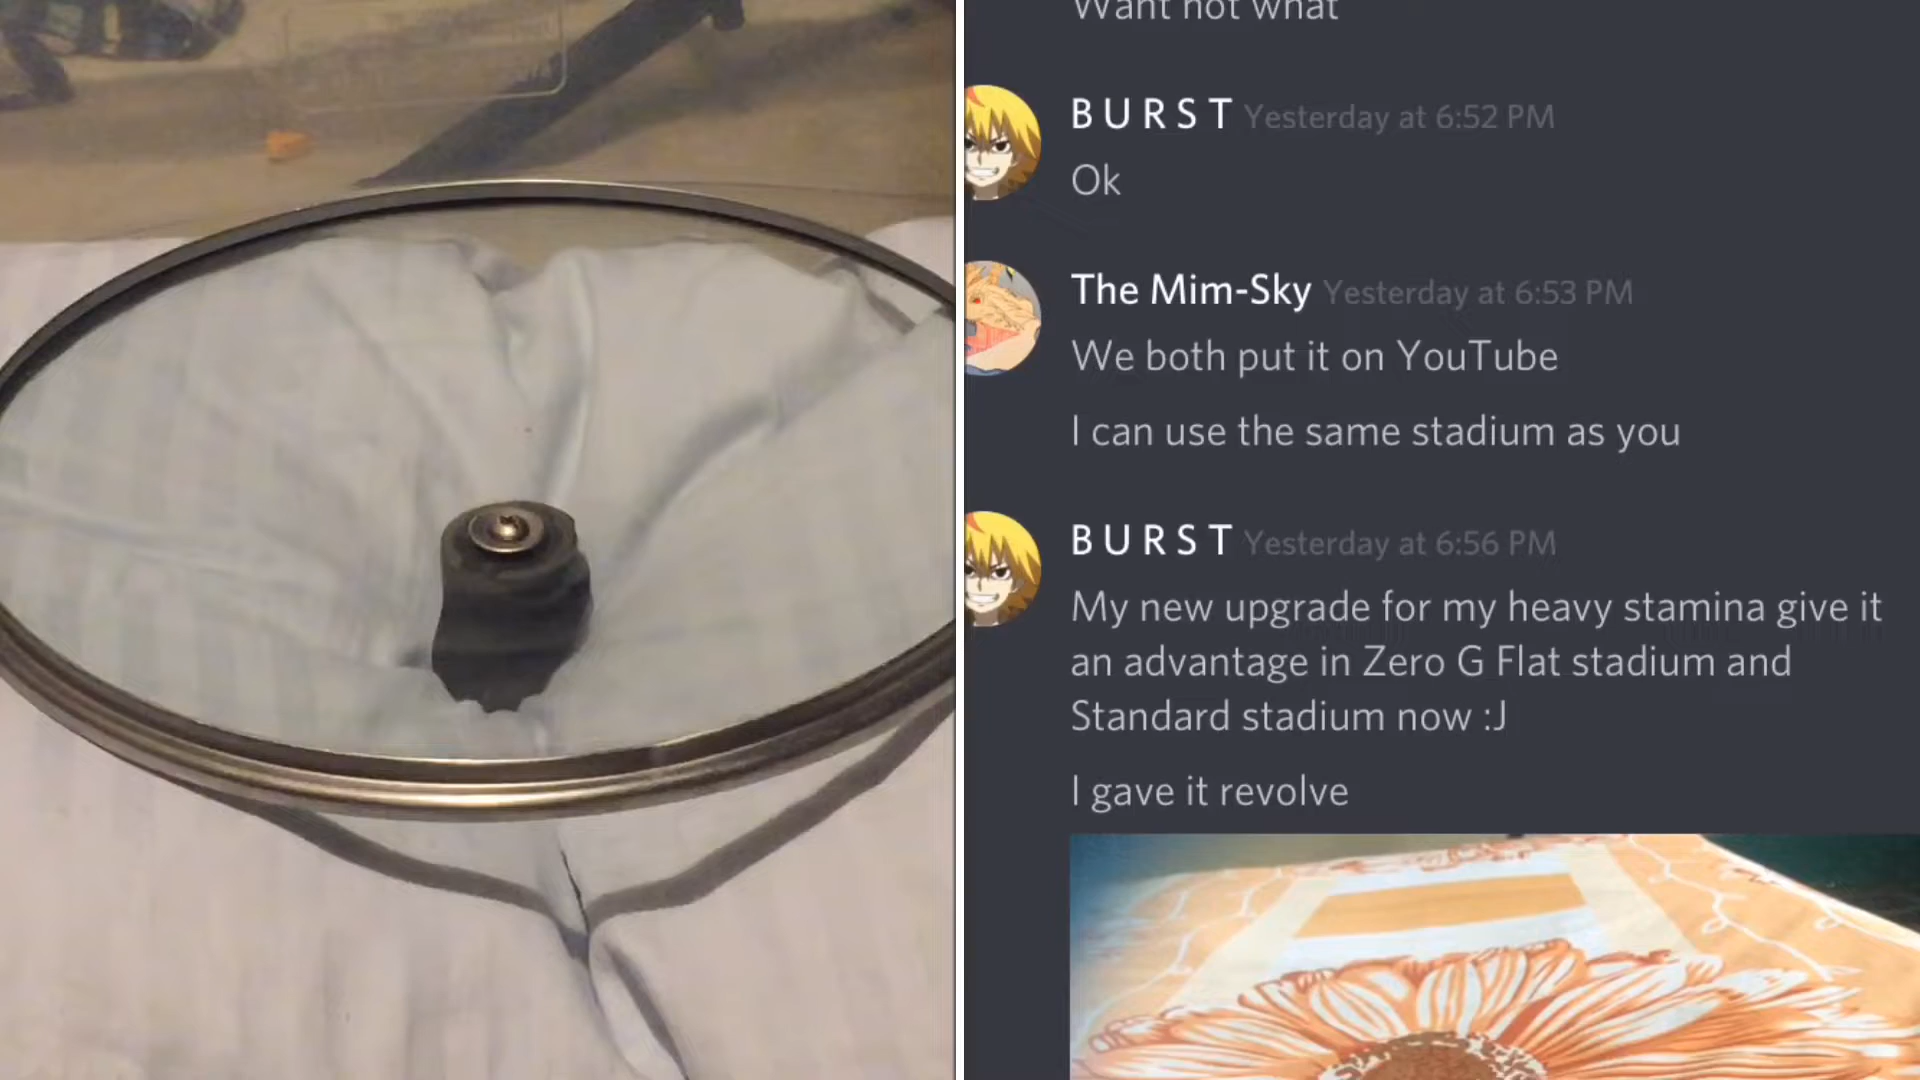 Want not what
B U R S T Yesterday at 6:52 PM
Ok
The Mim-Sky Yesterday at 6:53 PM
We both put it on YouTube
I can use the same stadium as you
B U R S T Yesterday at 6:56 PM
My new upgrade for my heavy stamina give it
an advantage in Zero G Flat stadium and
Standard stadium now :J
I gave it revolve